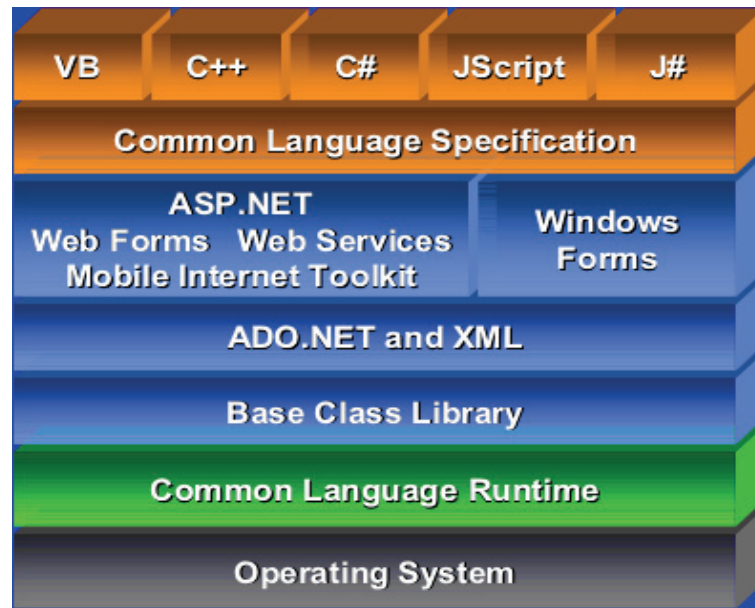 VB C++ C# JScript J#
Common Language Specification
ASP.NET
Web Forms Web Services
Mobile Internet Toolkit
Windows
Forms
ADO.NET and XML
Base Class Library
Common Language Runtime
Operating System